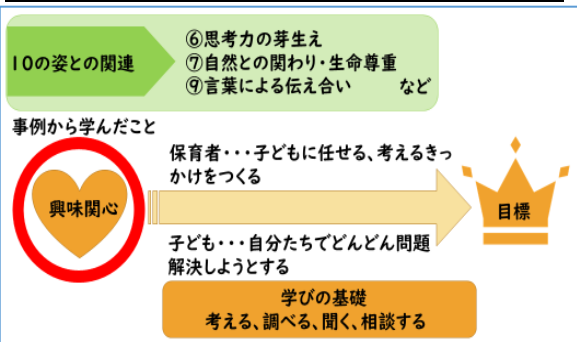 10の姿との関連
⑥思考力の芽生え
⑦自然との関わり・生命尊重
⑨言葉による伝え合い など
事例から学んだこと
保育者・・・子どもに任せる、考えるきっ
かけをつくる
興味関心
目標
子ども・・・自分たちでどんどん問題
解決しようとする
学びの基礎
考える、調べる、聞く、相談する